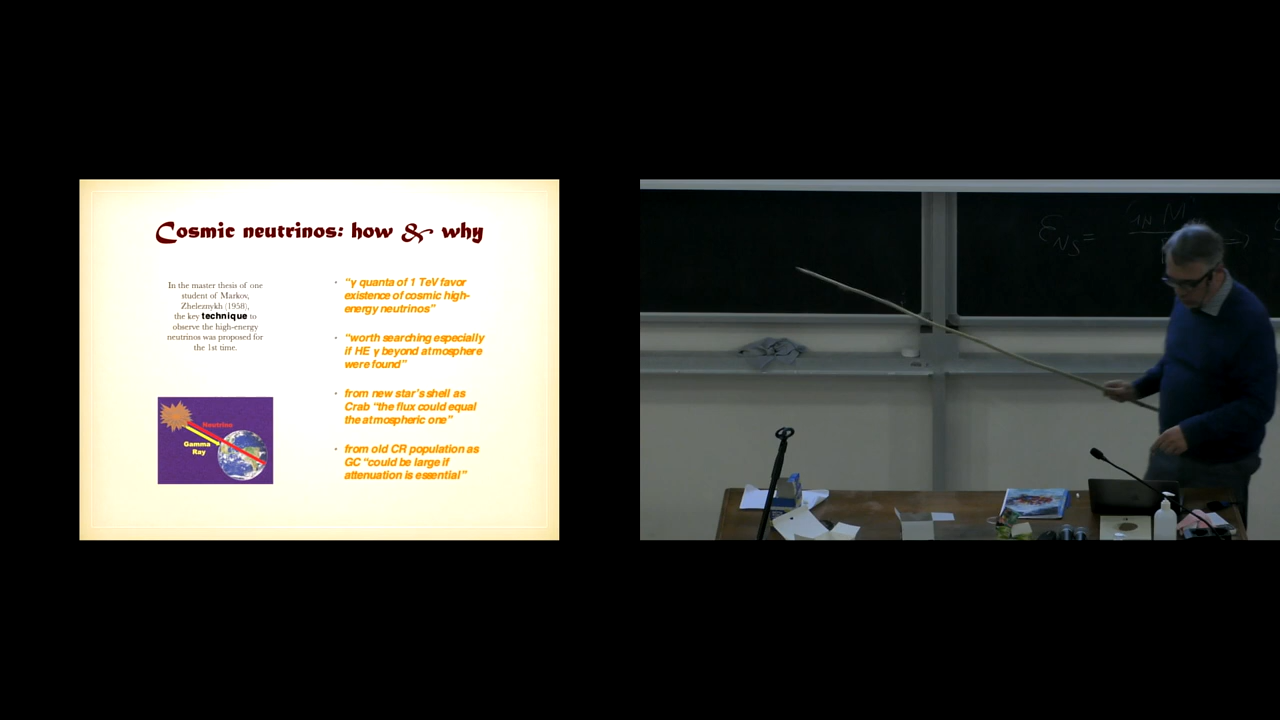 Cosmic neutrinos: how & why
In the master thesis of one
student of Markov,
Zheleznykh (1958),
the key technique to
observe the high-energy
neutrinos was proposed for
the 1st time.
Neutrino
Gamma
Ray
• “γ quanta of 1 TeV favor
existence of cosmic high-
energy neutrinos”
• “worth searching especially
if HE γ beyond atmosphere
were found”
• from new star’s shell as
Crab “the flux could equal
the atmospheric one”
• from old CR population as
GC “could be large if
attenuation is essential”